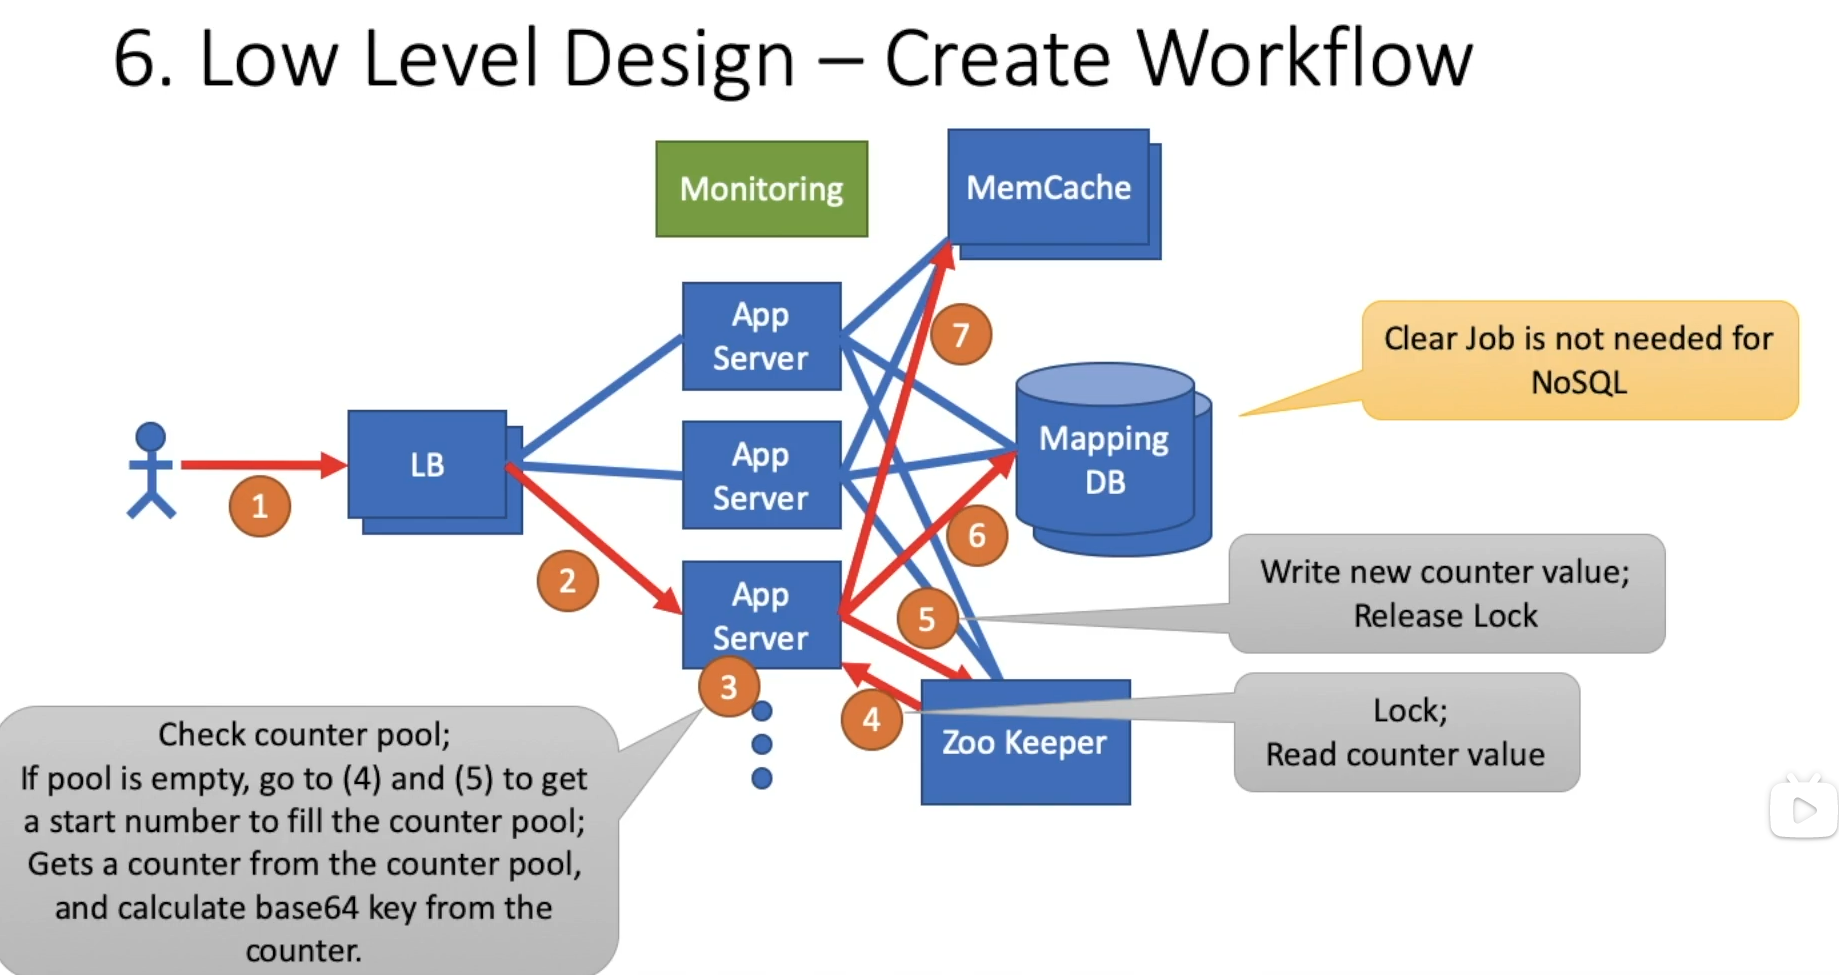 6. Low Level Design – Create Workflow
Monitoring
MemCache
App
Server
7
Clear Job is not needed for
NoSQL
LB
1
App
Server
Mapping
DB
6
2
App
Server
5
Write new counter value;
Release Lock
3
4
Zoo Keeper
Lock;
Read counter value
Check counter pool;
If pool is empty, go to (4) and (5) to get
a start number to fill the counter pool;
Gets a counter from the counter pool,
and calculate base64 key from the
counter.